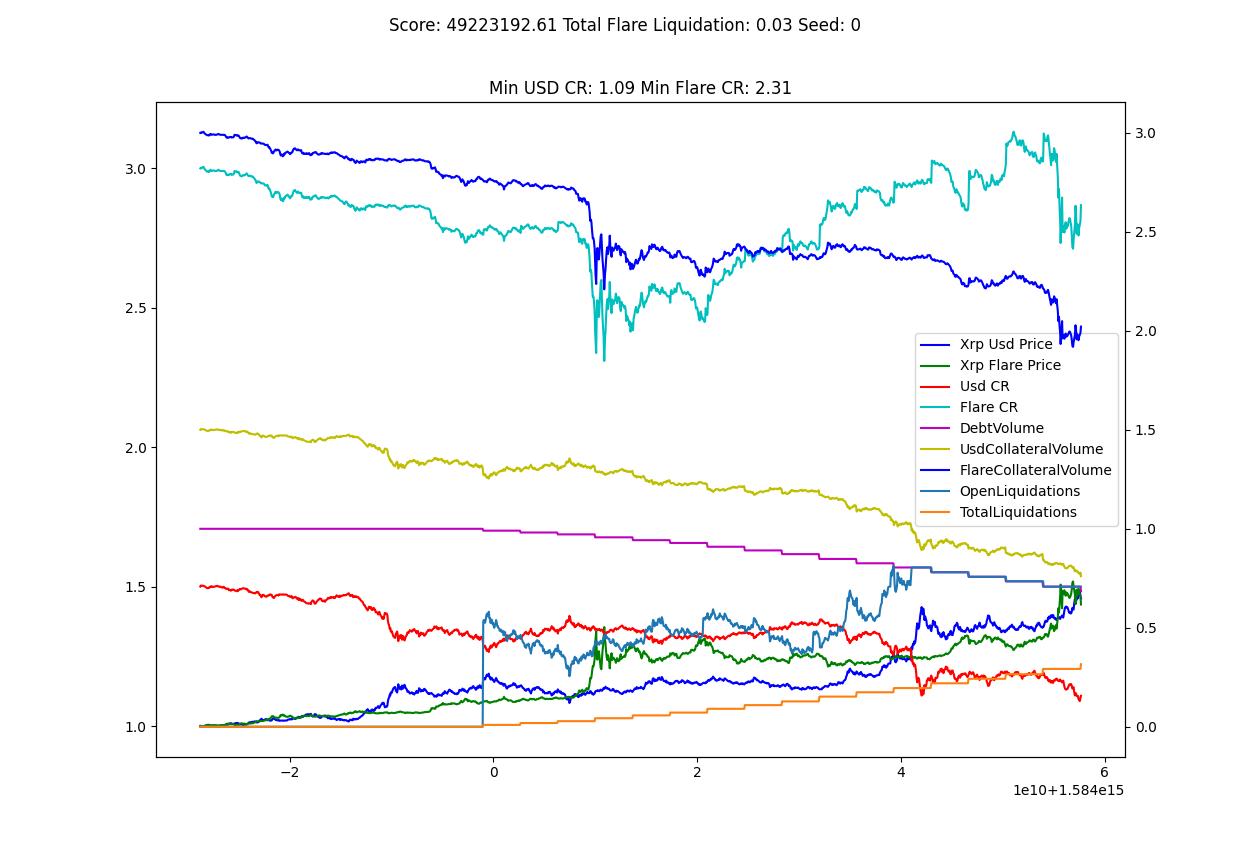 Score: 49223192.61 Total Flare Liquidation: 0.03 Seed: 0
Min USD CR: 1.09 Min Flare CR: 2.31
3.0
2.5
2.0
1.5
1.0
3.0
2.5
2.0
1.5
1.0
0.5
0.0
Xrp Usd Price
Xrp Flare Price
Usd CR
Flare CR
DebtVolume
UsdCollateralVolume
FlareCollateralVolume
OpenLiquidations
TotalLiquidations
−2 0 2 4 6
1e10+1.584e15